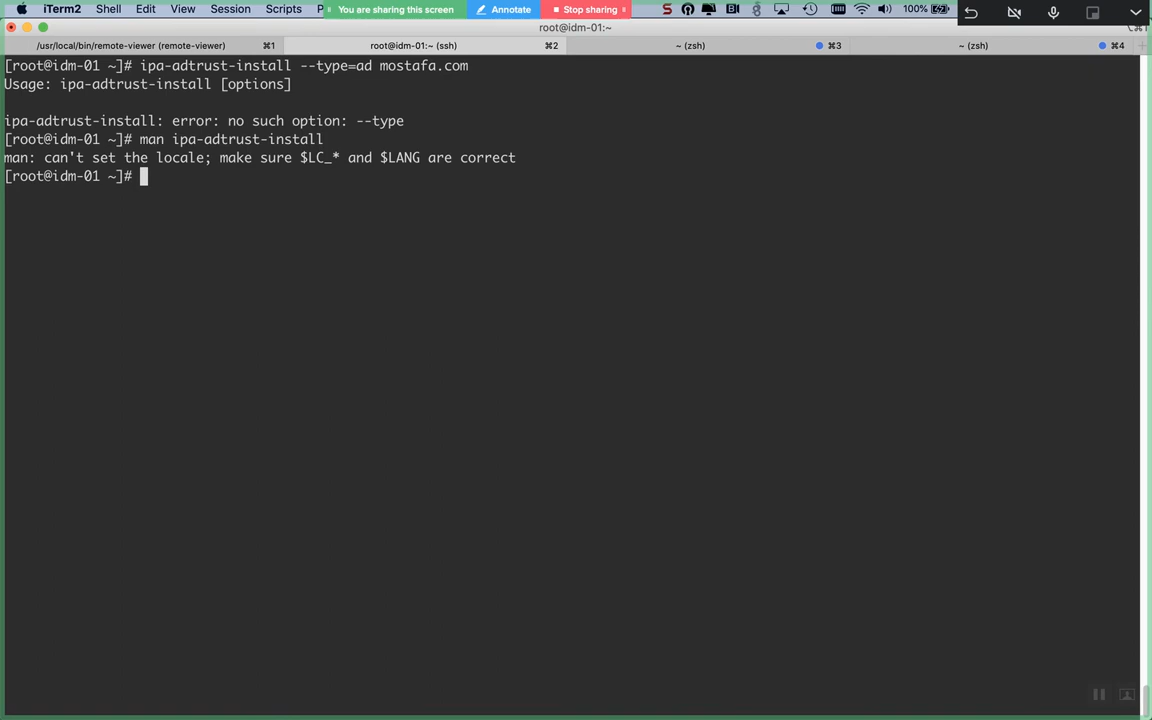 iTerm2 Shell Edit View Session Scripts P
You are sharing this screen Annotate Stop sharing
100%
root@idm-01:~
⌥⌘1
/usr/local/bin/remote-viewer (remote-viewer) ⌘1 root@idm-01:~ (ssh) ⌘2 ~ (zsh) ⌘3 ~ (zsh) ⌘4
[root@idm-01 ~]# ipa-adtrust-install --type=ad mostafa.com
Usage: ipa-adtrust-install [options]
ipa-adtrust-install: error: no such option: --type
[root@idm-01 ~]# man ipa-adtrust-install
man: can't set the locale; make sure $LC_* and $LANG are correct
[root@idm-01 ~]#